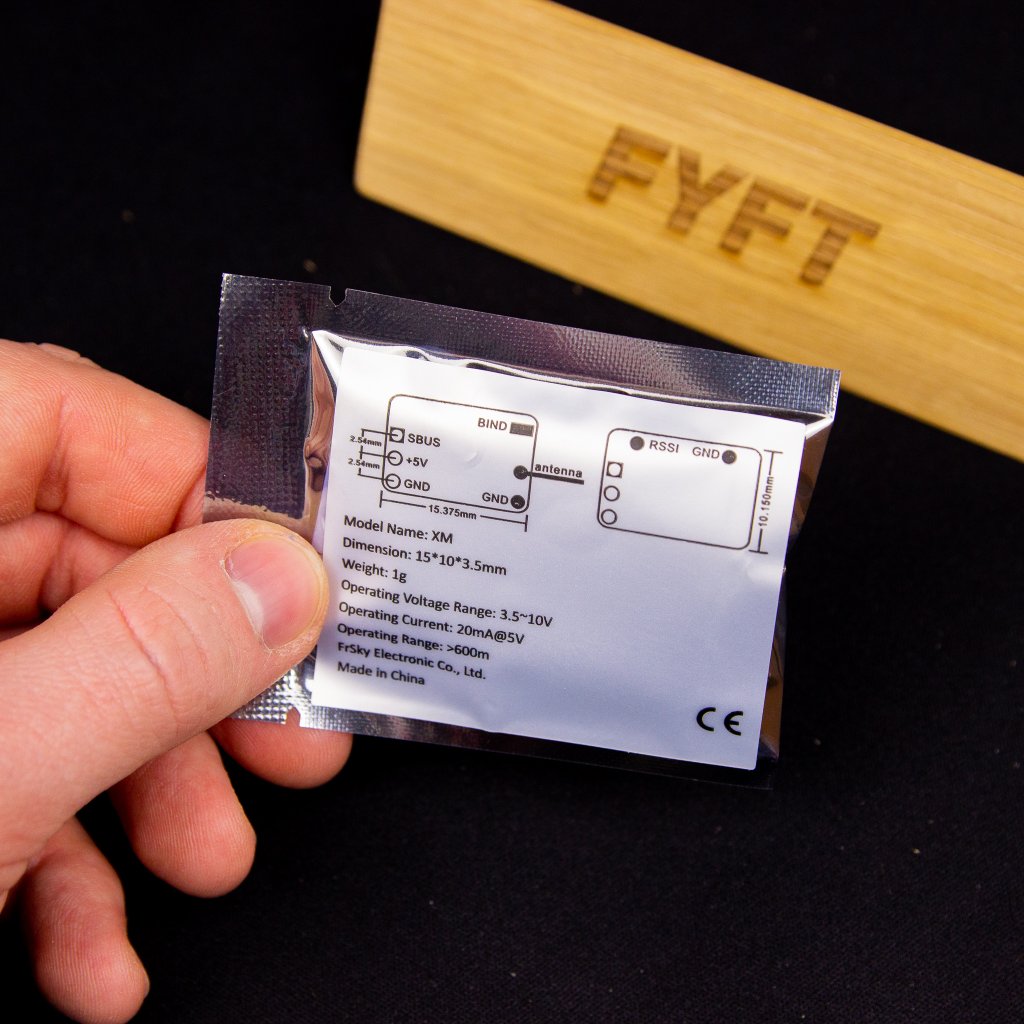 FYFT
BIND
SBUS
2.54mm
+5V
2.54mm
GND
antenna
GND
15.375mm
RSSI GND
10.150mm
Model Name: XM
Dimension: 15*10*3.5mm
Weight: 1g
Operating Voltage Range: 3.5~10V
Operating Current: 20mA@5V
Operating Range: >600m
FrSky Electronic Co., Ltd.
Made in China
CE